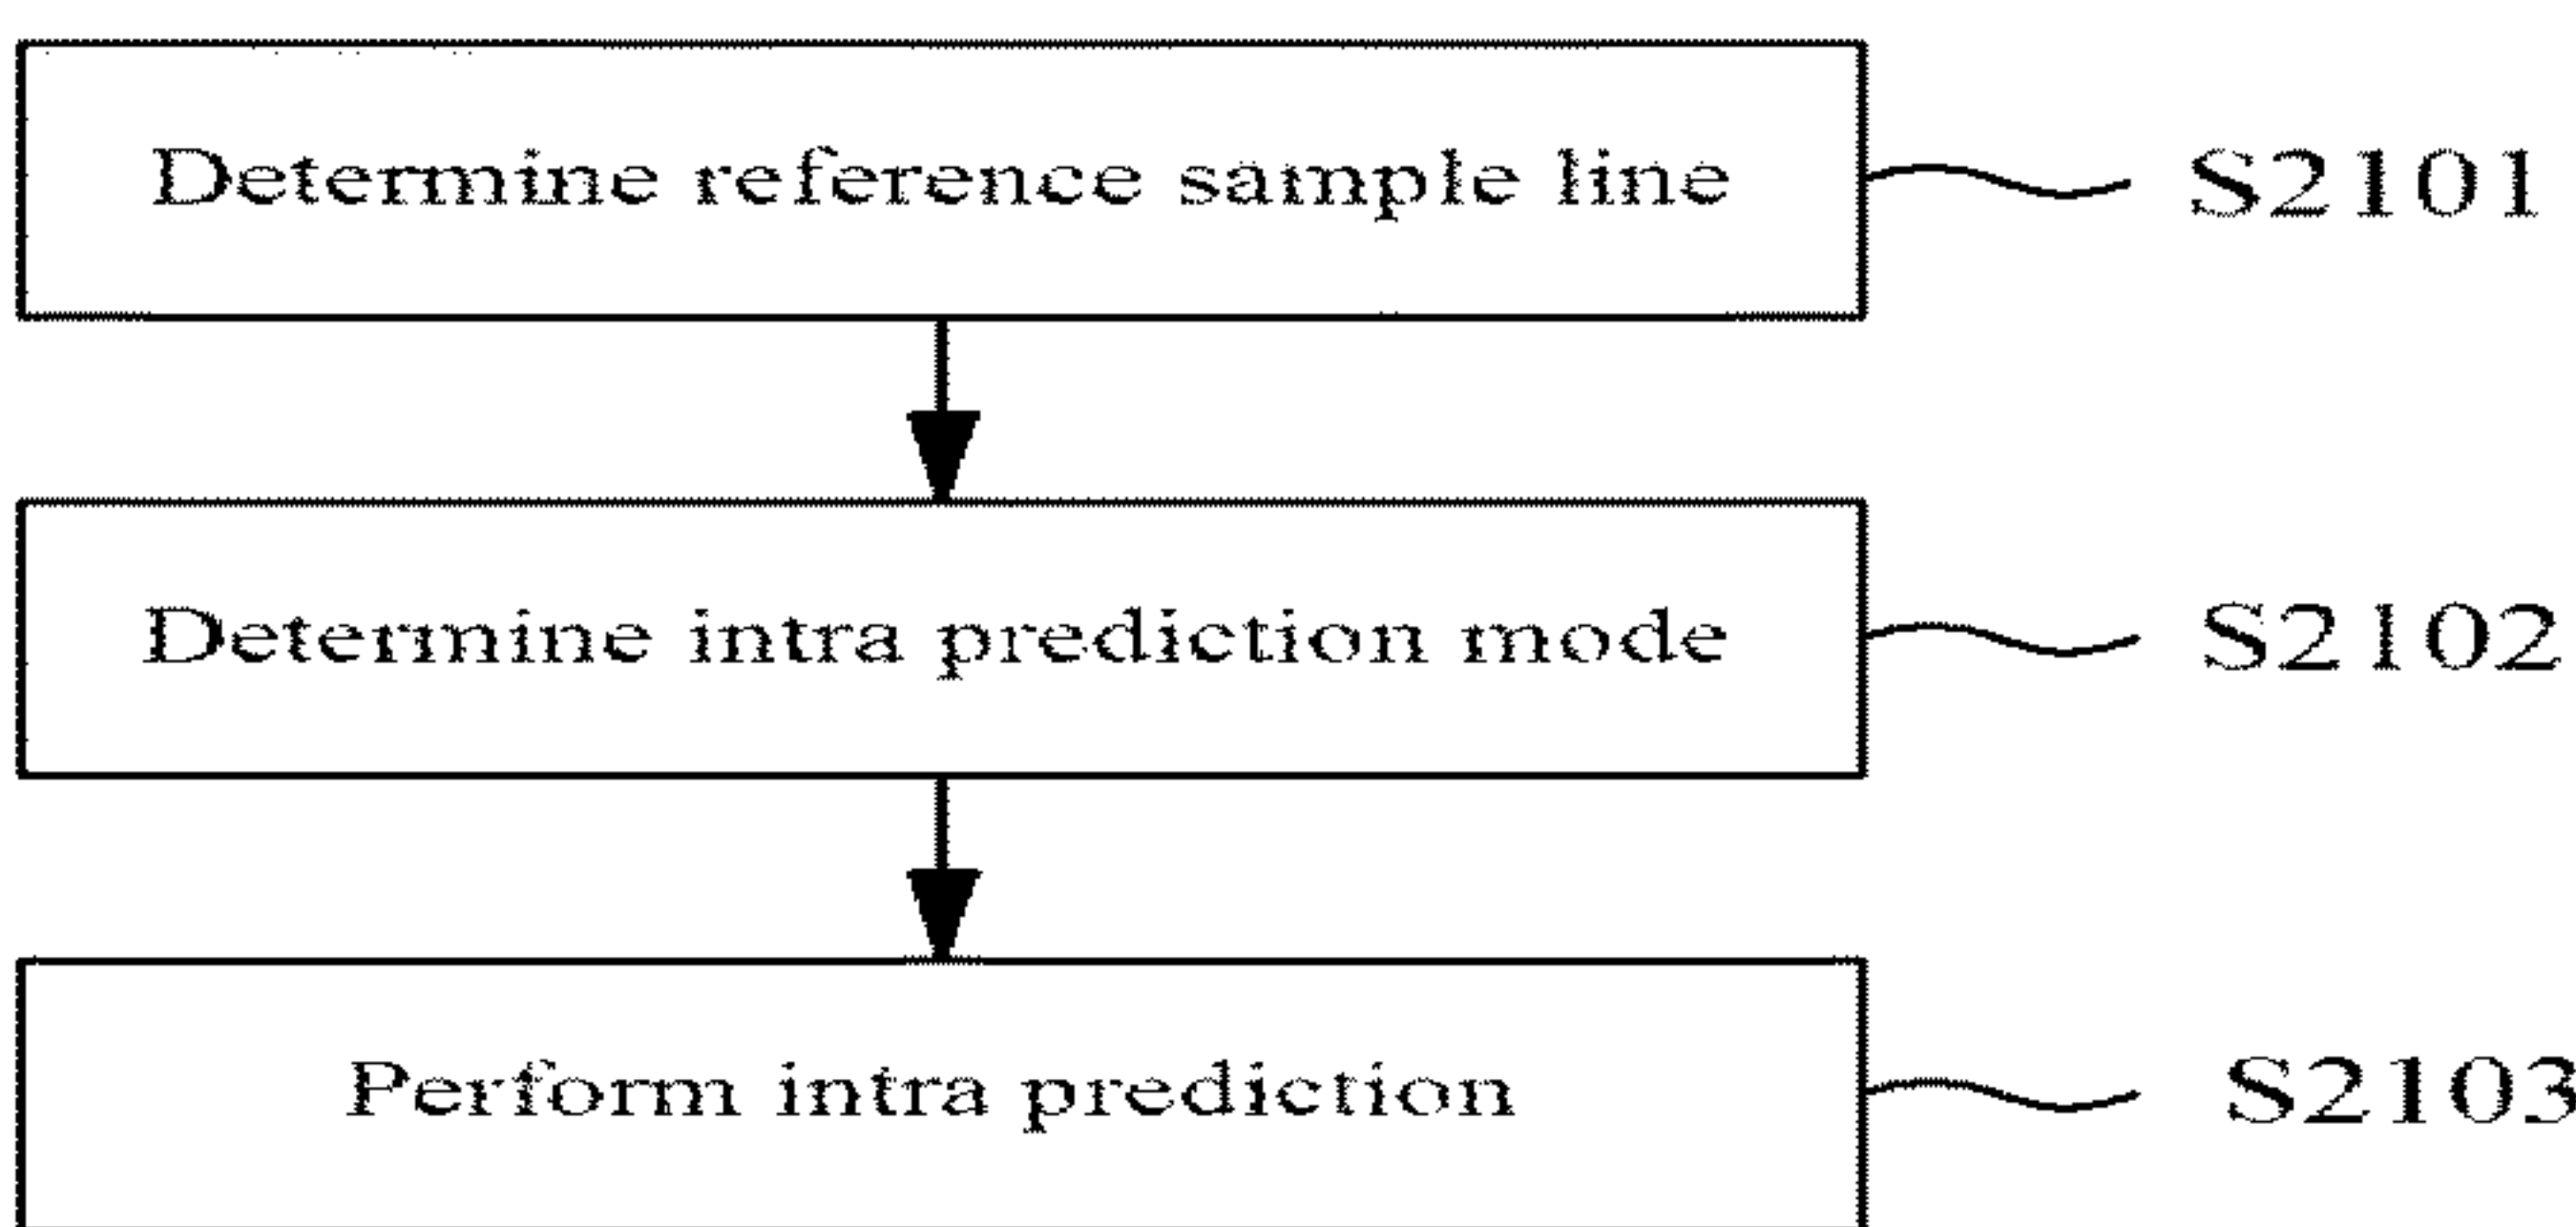 Determine reference sample line S2101
Determine intra prediction mode S2102
Perform intra prediction S2103